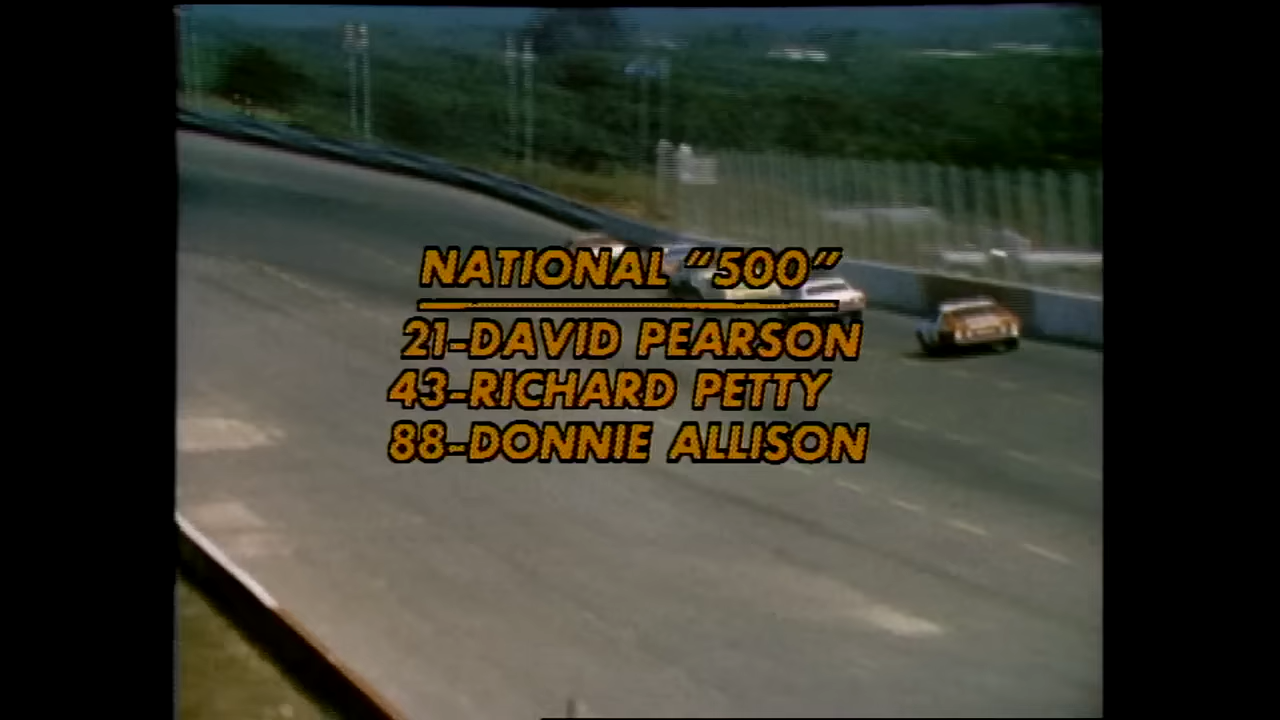 NATIONAL "500"
21-DAVID PEARSON
43-RICHARD PETTY
88-DONNIE ALLISON